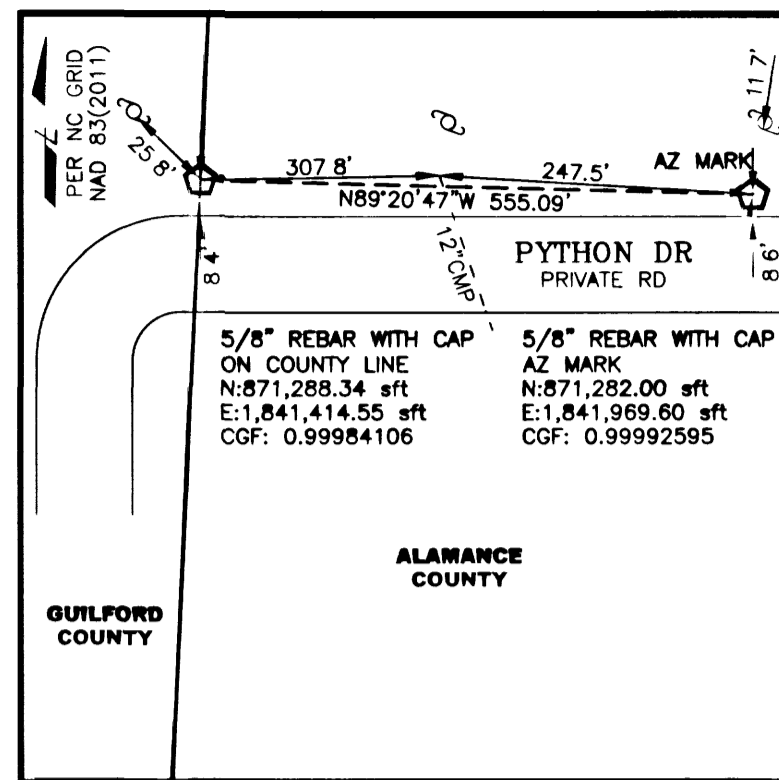 PER NC GRID
NAD 83(2011)
25 8'
307 8'
247.5'
AZ MARK
11 7'
N89°20'47"W 555.09'
8 4'
12"CMP
PYTHON DR
PRIVATE RD
8 6'
5/8" REBAR WITH CAP
ON COUNTY LINE
N:871,288.34 sft
E:1,841,414.55 sft
CGF: 0.99984106
5/8" REBAR WITH CAP
AZ MARK
N:871,282.00 sft
E:1,841,969.60 sft
CGF: 0.99992595
ALAMANCE
COUNTY
GUILFORD
COUNTY